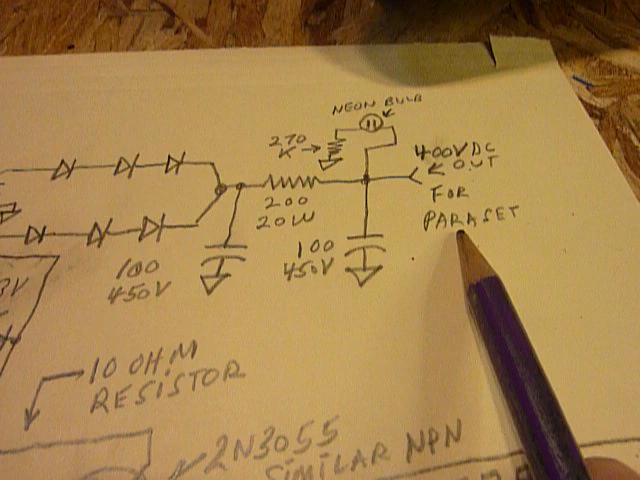 NEON BULB
270
K
400VDC
OUT
FOR
PARASET
200
20W
100
450V
100
450V
3V
10 OHM
RESISTOR
2N3055
SIMILAR NPN